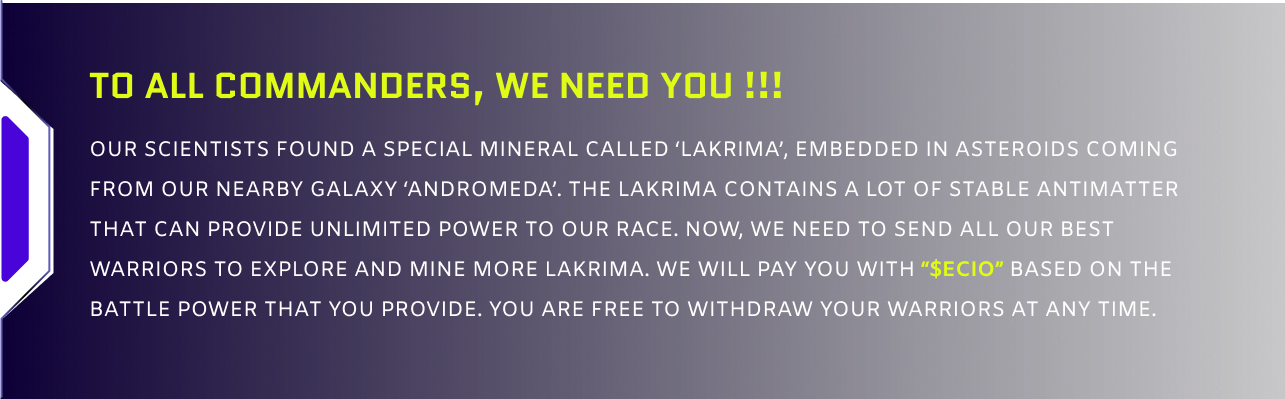 TO ALL COMMANDERS, WE NEED YOU !!!
OUR SCIENTISTS FOUND A SPECIAL MINERAL CALLED ‘LAKRIMA’, EMBEDDED IN ASTEROIDS COMING
FROM OUR NEARBY GALAXY ‘ANDROMEDA’. THE LAKRIMA CONTAINS A LOT OF STABLE ANTIMATTER
THAT CAN PROVIDE UNLIMITED POWER TO OUR RACE. NOW, WE NEED TO SEND ALL OUR BEST
WARRIORS TO EXPLORE AND MINE MORE LAKRIMA. WE WILL PAY YOU WITH “$ECIO” BASED ON THE
BATTLE POWER THAT YOU PROVIDE. YOU ARE FREE TO WITHDRAW YOUR WARRIORS AT ANY TIME.